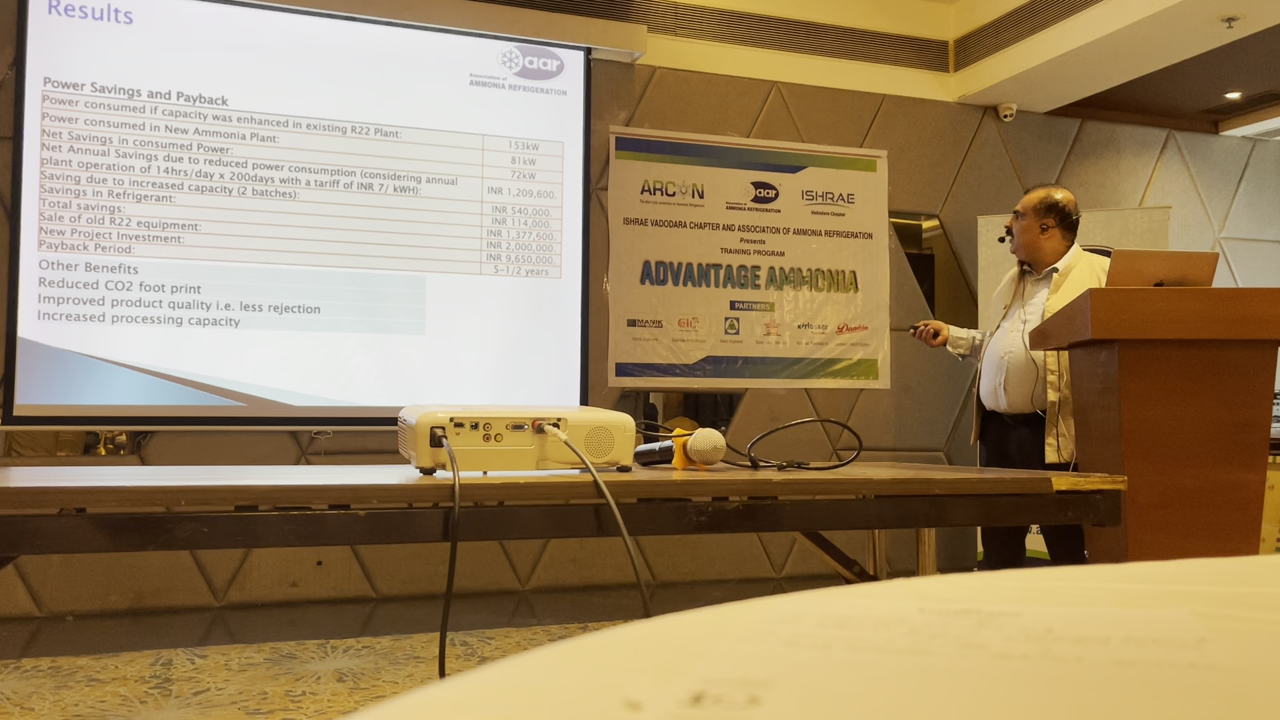 Results
aar
Association of
AMMONIA REFRIGERATION
Power Savings and Payback
Power consumed if capacity was enhanced in existing R22 Plant: 153kW
Power consumed in New Ammonia Plant: 81kW
Net Savings in consumed Power: 72kW
Net Annual Savings due to reduced power consumption (considering annual
plant operation of 14hrs/day x 200days with a tariff of INR 7/ kWH): INR 1,209,600.
Saving due to increased capacity (2 batches): INR 540,000.
Savings in Refrigerant: INR 114,000.
Total savings: INR 1,377,600.
Sale of old R22 equipment: INR 2,000,000.
New Project Investment: INR 9,650,000.
Payback Period: 5-1/2 years
Other Benefits
Reduced CO2 foot print
Improved product quality i.e. less rejection
Increased processing capacity
ARCON
aar
Association of
AMMONIA REFRIGERATION
ISHRAE
Vadodara Chapter
ISHRAE VADODARA CHAPTER AND ASSOCIATION OF AMMONIA REFRIGERATION
Presents
TRAINING PROGRAM
ADVANTAGE AMMONIA
PARTNERS
MANIK
Kirloskar
Danfoss